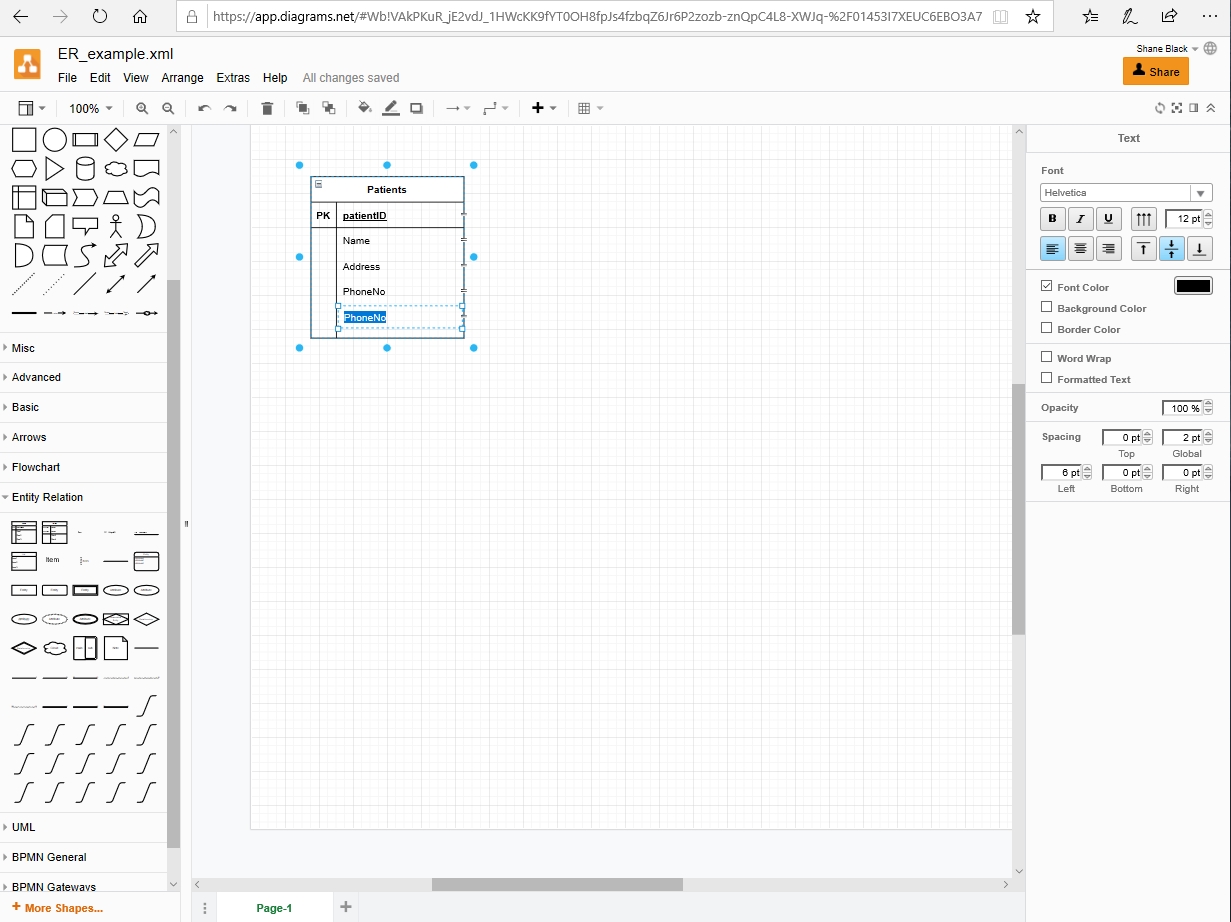 https://app.diagrams.net/#Wb!VAkPKuR_jE2vdJ_1HWcKK9fYT0OH8fpJs4fzbqZ6Jr6P2zozb-znQpC4L8-XWJq-%2F01453I7XEUC6EBO3A7
ER_example.xml
Shane Black
File Edit View Arrange Extras Help All changes saved
Share
100%
Text
Font
Helvetica
B I U 12 pt
Font Color
Background Color
Border Color
Word Wrap
Formatted Text
Opacity 100 %
Spacing 0 pt 2 pt
Top Global
6 pt 0 pt 0 pt
Left Bottom Right
Patients
PK patientID
Name
Address
PhoneNo
PhoneNo
Misc
Advanced
Basic
Arrows
Flowchart
Entity Relation
Item
UML
BPMN General
BPMN Gateways
+ More Shapes...
Page-1